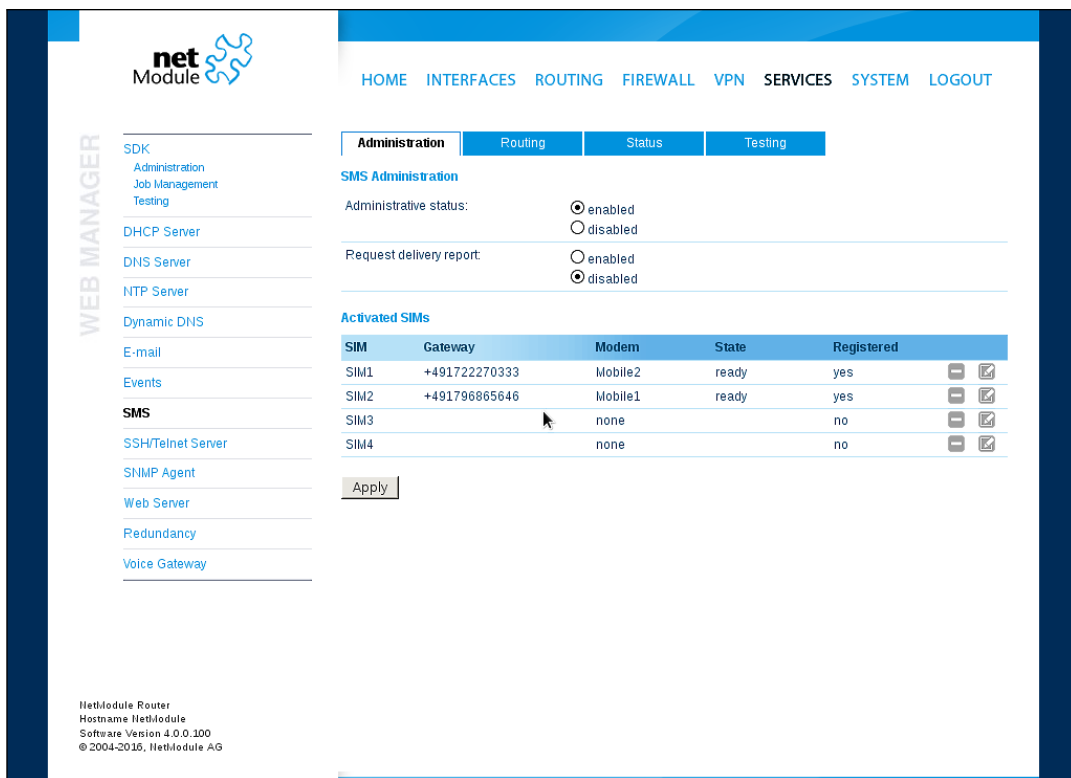 net
Module
HOME INTERFACES ROUTING FIREWALL VPN SERVICES SYSTEM LOGOUT
WEB MANAGER
SDK
Administration
Job Management
Testing
DHCP Server
DNS Server
NTP Server
Dynamic DNS
E-mail
Events
SMS
SSH/Telnet Server
SNMP Agent
Web Server
Redundancy
Voice Gateway
Administration Routing Status Testing
SMS Administration
Administrative status: enabled
disabled
Request delivery report: enabled
disabled
Activated SIMs
SIM Gateway Modem State Registered
SIM1 +491722270333 Mobile2 ready yes
SIM2 +491796865646 Mobile1 ready yes
SIM3 none no
SIM4 none no
Apply
NetModule Router
Hostname NetModule
Software Version 4.0.0.100
© 2004-2016, NetModule AG